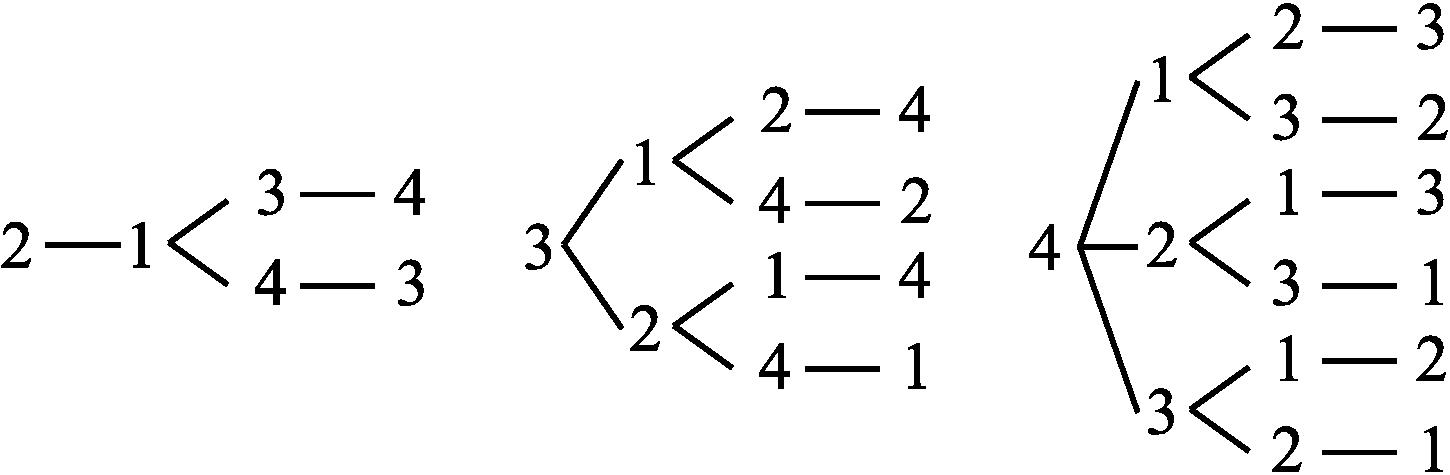 2 — 1 < 3 — 4
4 — 3
3
1 < 2 — 4
4 — 2
2 < 1 — 4
4 — 1
4
1 < 2 — 3
3 — 2
2 < 1 — 3
3 — 1
3 < 1 — 2
2 — 1